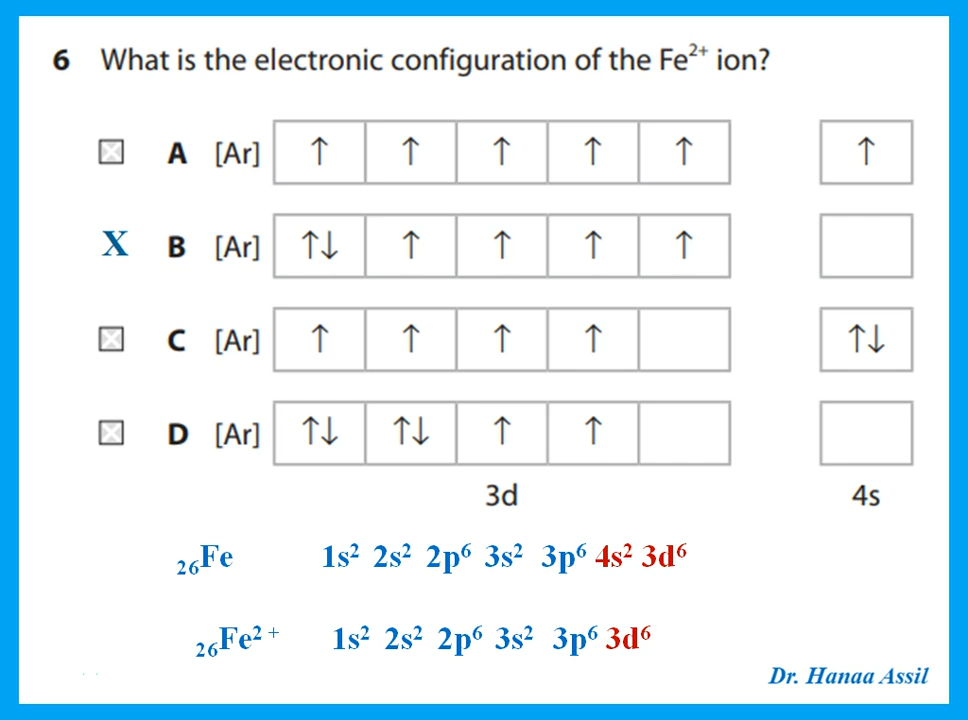 6 What is the electronic configuration of the Fe²⁺ ion?
A [Ar] ↑ ↑ ↑ ↑ ↑ ↑
X B [Ar] ↑↓ ↑ ↑ ↑ ↑
C [Ar] ↑ ↑ ↑ ↑ ↑↓
D [Ar] ↑↓ ↑↓ ↑ ↑
3d 4s
₂₆Fe 1s² 2s² 2p⁶ 3s² 3p⁶ 4s² 3d⁶
₂₆Fe²⁺ 1s² 2s² 2p⁶ 3s² 3p⁶ 3d⁶
Dr. Hanaa Assil